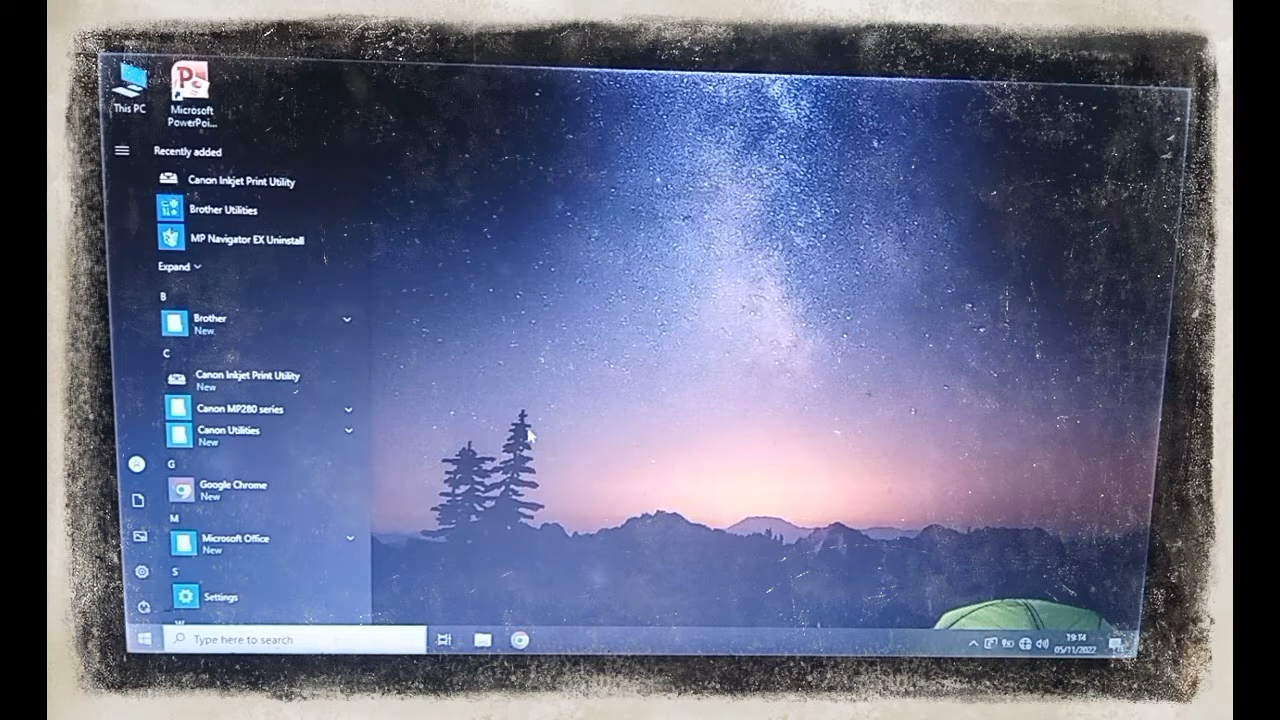 This PC
Microsoft
PowerPoi...
Recently added
Canon Inkjet Print Utility
Brother Utilities
MP Navigator EX Uninstall
Expand
B
Brother
New
C
Canon Inkjet Print Utility
New
Canon MP280 series
Canon Utilities
New
G
Google Chrome
New
M
Microsoft Office
New
S
Settings
W
Type here to search
19:14
05/11/2022